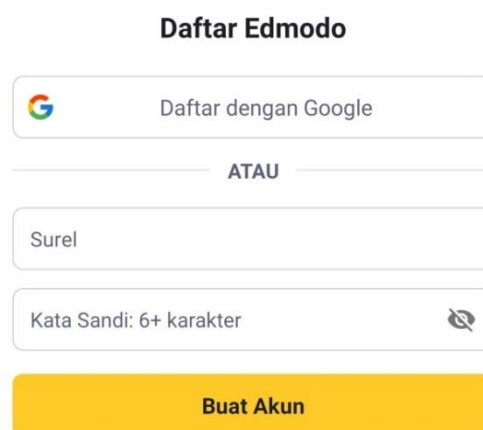 Daftar Edmodo
Daftar dengan Google
ATAU
Surel
Kata Sandi: 6+ karakter
Buat Akun